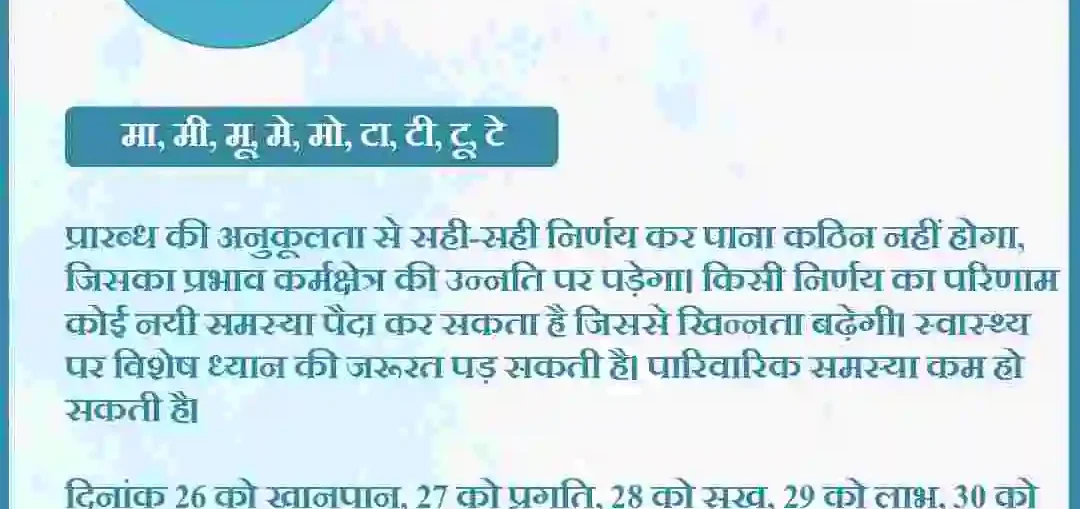 मा, मी, मू, मे, मो, टा, टी, टू, टे
प्रारब्ध की अनुकूलता से सही-सही निर्णय कर पाना कठिन नहीं होगा,
जिसका प्रभाव कर्मक्षेत्र की उन्नति पर पड़ेगा। किसी निर्णय का परिणाम
कोई नयी समस्या पैदा कर सकता है जिससे खिन्नता बढ़ेगी। स्वास्थ्य
पर विशेष ध्यान की जरूरत पड़ सकती है। पारिवारिक समस्या कम हो
सकती है।
दिनांक 26 को खानपान, 27 को प्रगति, 28 को सुख, 29 को लाभ, 30 को